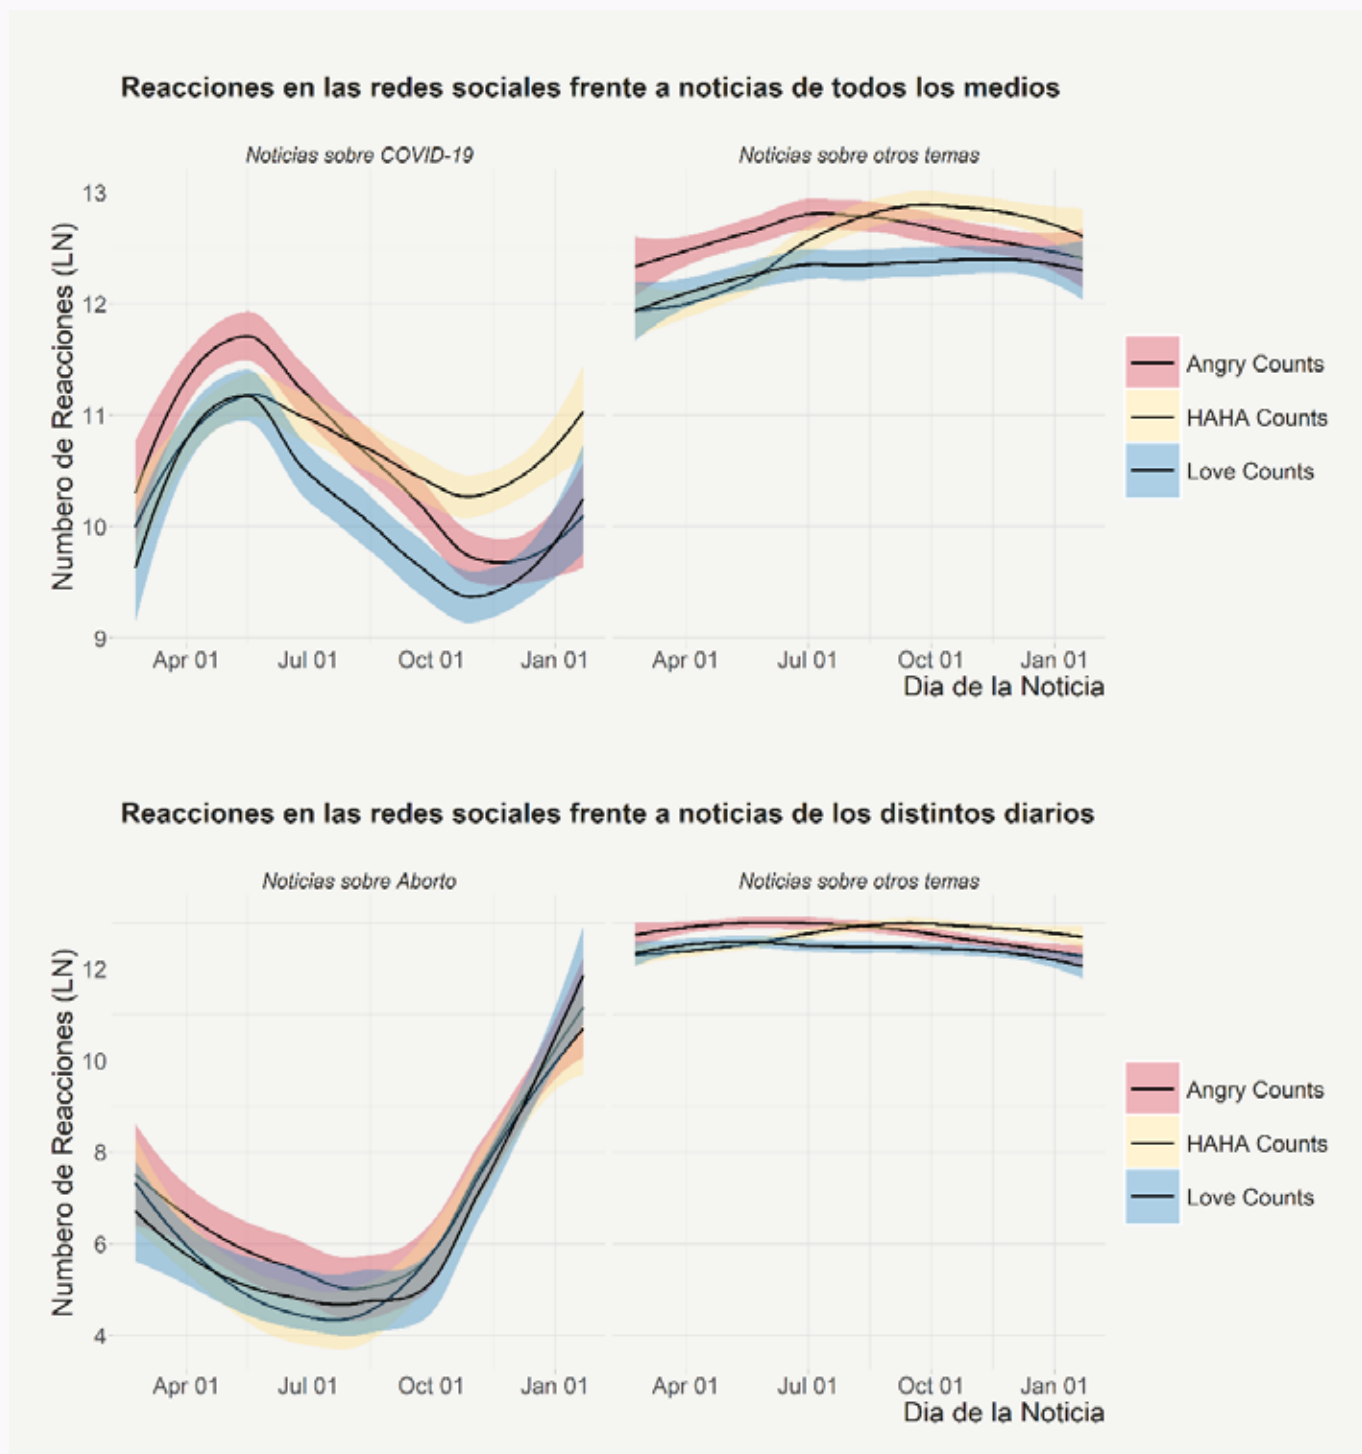 Reacciones en las redes sociales frente a noticias de todos los medios
Noticias sobre COVID-19
Noticias sobre otros temas
Numbero de Reacciones (LN)
13
12
11
10
9
Apr 01
Jul 01
Oct 01
Jan 01
Apr 01
Jul 01
Oct 01
Jan 01
Dia de la Noticia
Angry Counts
HAHA Counts
Love Counts
Reacciones en las redes sociales frente a noticias de los distintos diarios
Noticias sobre Aborto
Noticias sobre otros temas
Numbero de Reacciones (LN)
12
10
8
6
4
Apr 01
Jul 01
Oct 01
Jan 01
Apr 01
Jul 01
Oct 01
Jan 01
Dia de la Noticia
Angry Counts
HAHA Counts
Love Counts